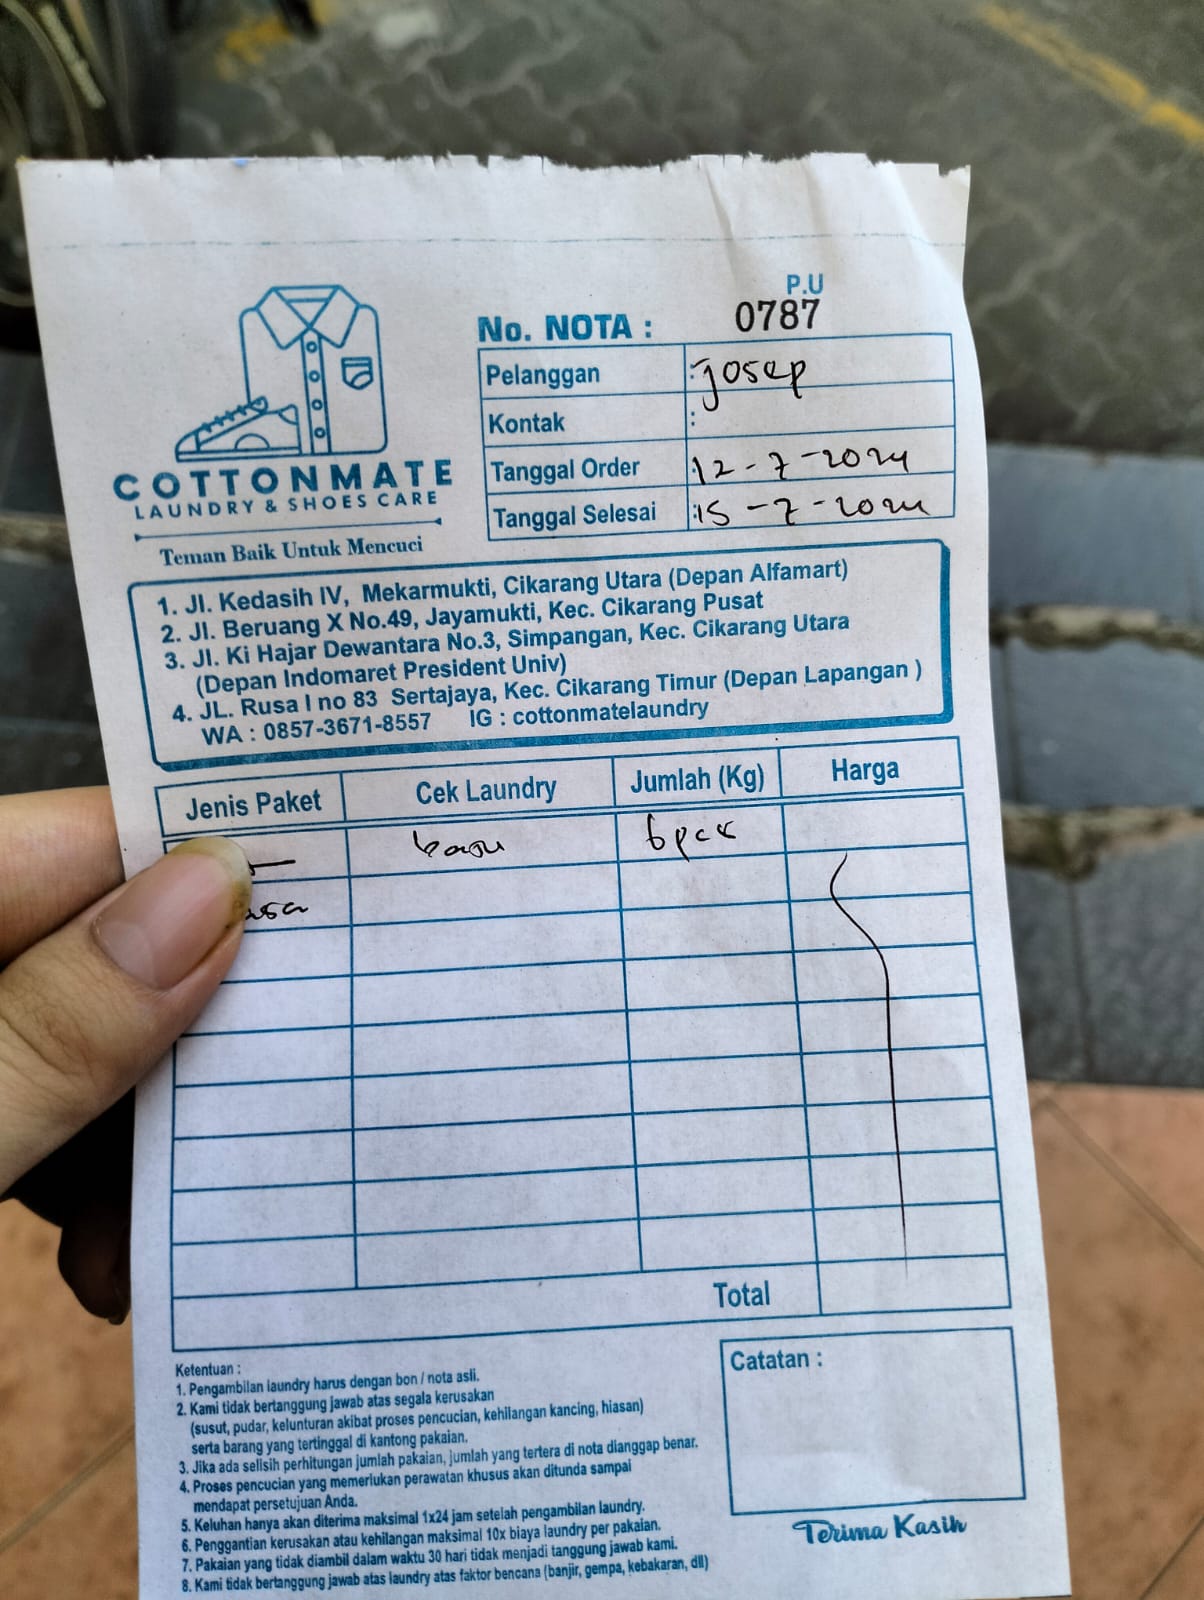 P.U
No. NOTA : 0787
Pelanggan : Josep
Kontak :
Tanggal Order : 12-7-2024
Tanggal Selesai : 15-7-2024
COTTONMATE
LAUNDRY & SHOES CARE
Teman Baik Untuk Mencuci
1. Jl. Kedasih IV, Mekarmukti, Cikarang Utara (Depan Alfamart)
2. Jl. Beruang X No.49, Jayamukti, Kec. Cikarang Pusat
3. Jl. Ki Hajar Dewantara No.3, Simpangan, Kec. Cikarang Utara
(Depan Indomaret President Univ)
4. JL. Rusa I no 83 Sertajaya, Kec. Cikarang Timur (Depan Lapangan )
WA : 0857-3671-8557 IG : cottonmatelaundry
Jenis Paket Cek Laundry Jumlah (Kg) Harga
6 pcs
Total
Ketentuan :
1. Pengambilan laundry harus dengan bon / nota asli.
2. Kami tidak bertanggung jawab atas segala kerusakan
(susut, pudar, kelunturan akibat proses pencucian, kehilangan kancing, hiasan)
serta barang yang tertinggal di kantong pakaian.
3. Jika ada selisih perhitungan jumlah pakaian, jumlah yang tertera di nota dianggap benar.
4. Proses pencucian yang memerlukan perawatan khusus akan ditunda sampai
mendapat persetujuan Anda.
5. Keluhan hanya akan diterima maksimal 1x24 jam setelah pengambilan laundry.
6. Penggantian kerusakan atau kehilangan maksimal 10x biaya laundry per pakaian.
7. Pakaian yang tidak diambil dalam waktu 30 hari tidak menjadi tanggung jawab kami.
8. Kami tidak bertanggung jawab atas laundry atas faktor bencana (banjir, gempa, kebakaran, dll)
Catatan :
Terima Kasih